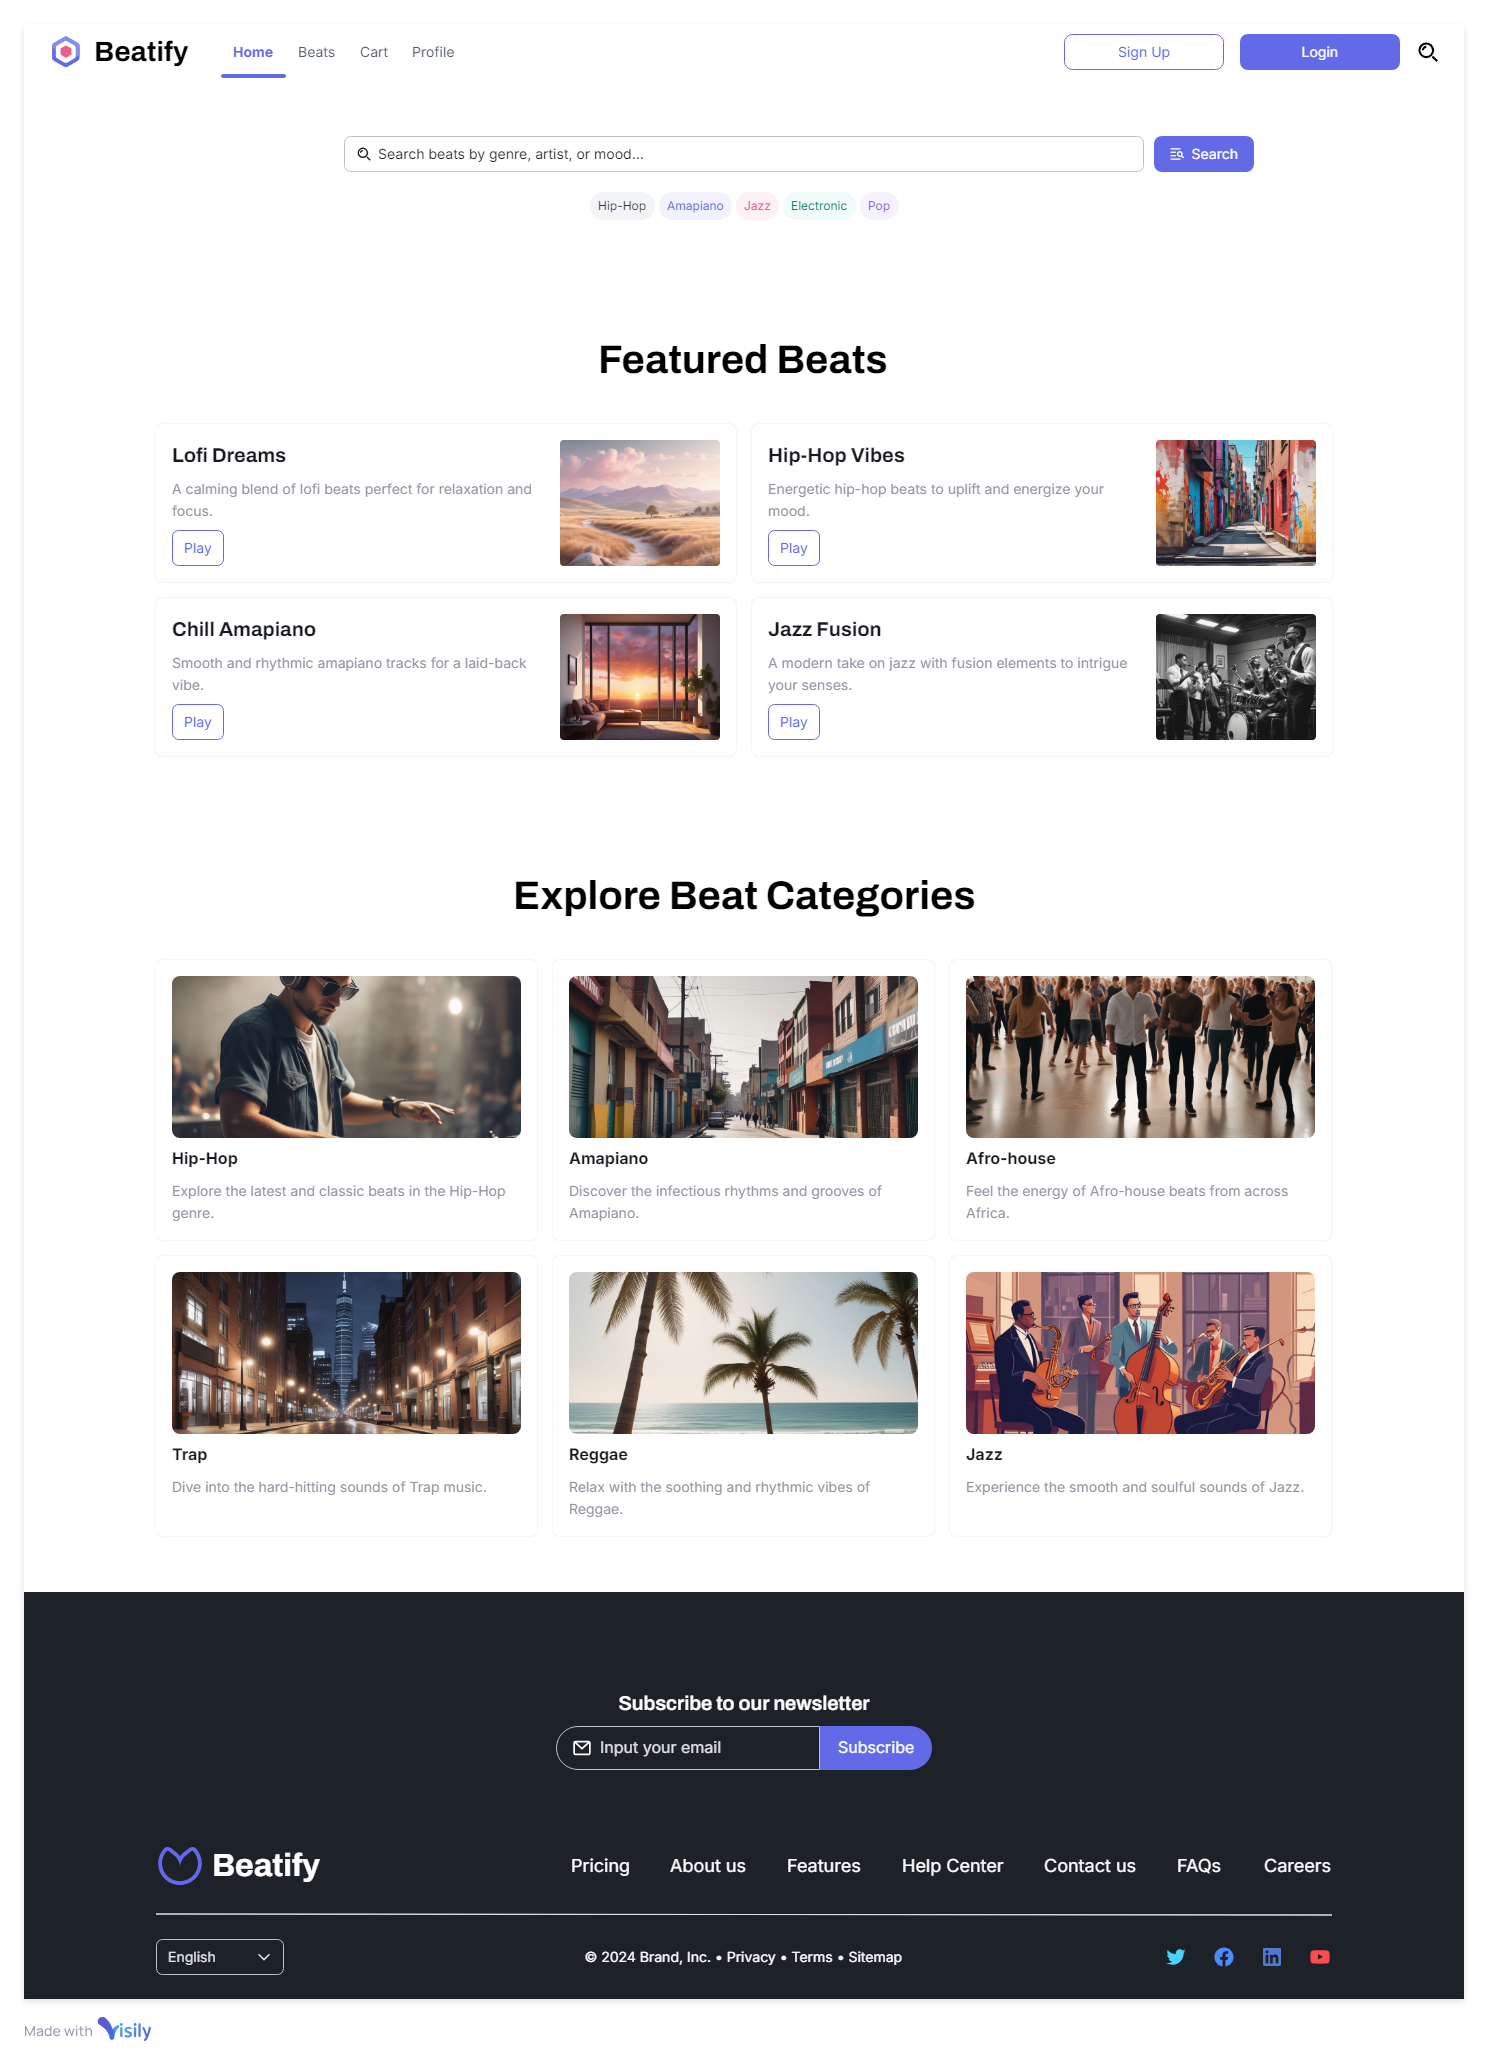 Beatify
Home
Beats
Cart
Profile
Sign Up
Login
Search beats by genre, artist, or mood...
Search
Hip-Hop
Amapiano
Jazz
Electronic
Pop
Featured Beats
Lofi Dreams
A calming blend of lofi beats perfect for relaxation and
focus.
Play
Hip-Hop Vibes
Energetic hip-hop beats to uplift and energize your
mood.
Play
Chill Amapiano
Smooth and rhythmic amapiano tracks for a laid-back
vibe.
Play
Jazz Fusion
A modern take on jazz with fusion elements to intrigue
your senses.
Play
Explore Beat Categories
Hip-Hop
Explore the latest and classic beats in the Hip-Hop
genre.
Amapiano
Discover the infectious rhythms and grooves of
Amapiano.
Afro-house
Feel the energy of Afro-house beats from across
Africa.
Trap
Dive into the hard-hitting sounds of Trap music.
Reggae
Relax with the soothing and rhythmic vibes of
Reggae.
Jazz
Experience the smooth and soulful sounds of Jazz.
Subscribe to our newsletter
Input your email
Subscribe
Beatify
Pricing
About us
Features
Help Center
Contact us
FAQs
Careers
English
© 2024 Brand, Inc. • Privacy • Terms • Sitemap
Made with Visily